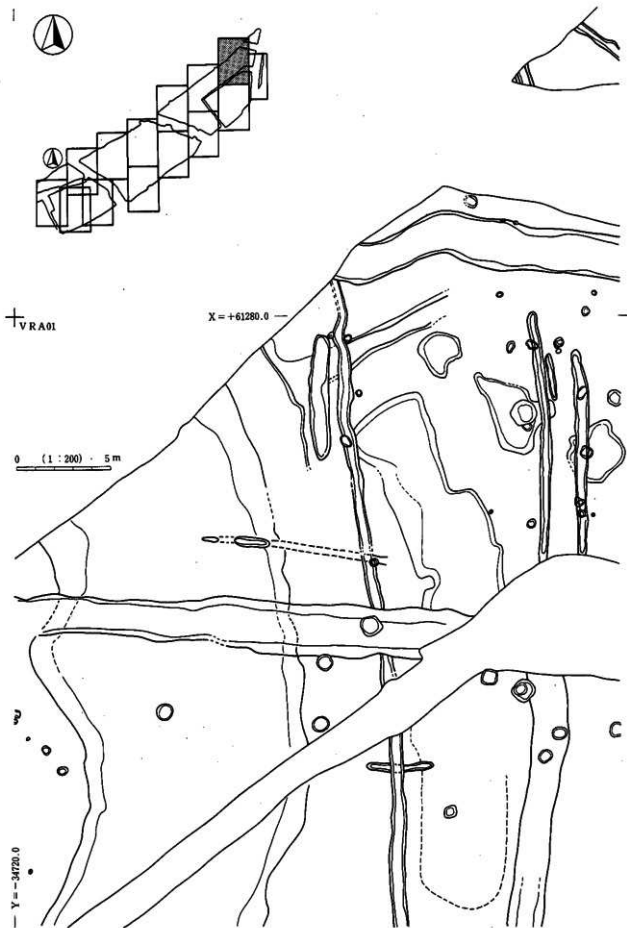 X = +61280.0
VRA01
0 (1 : 200) 5 m
Y = -34720.0